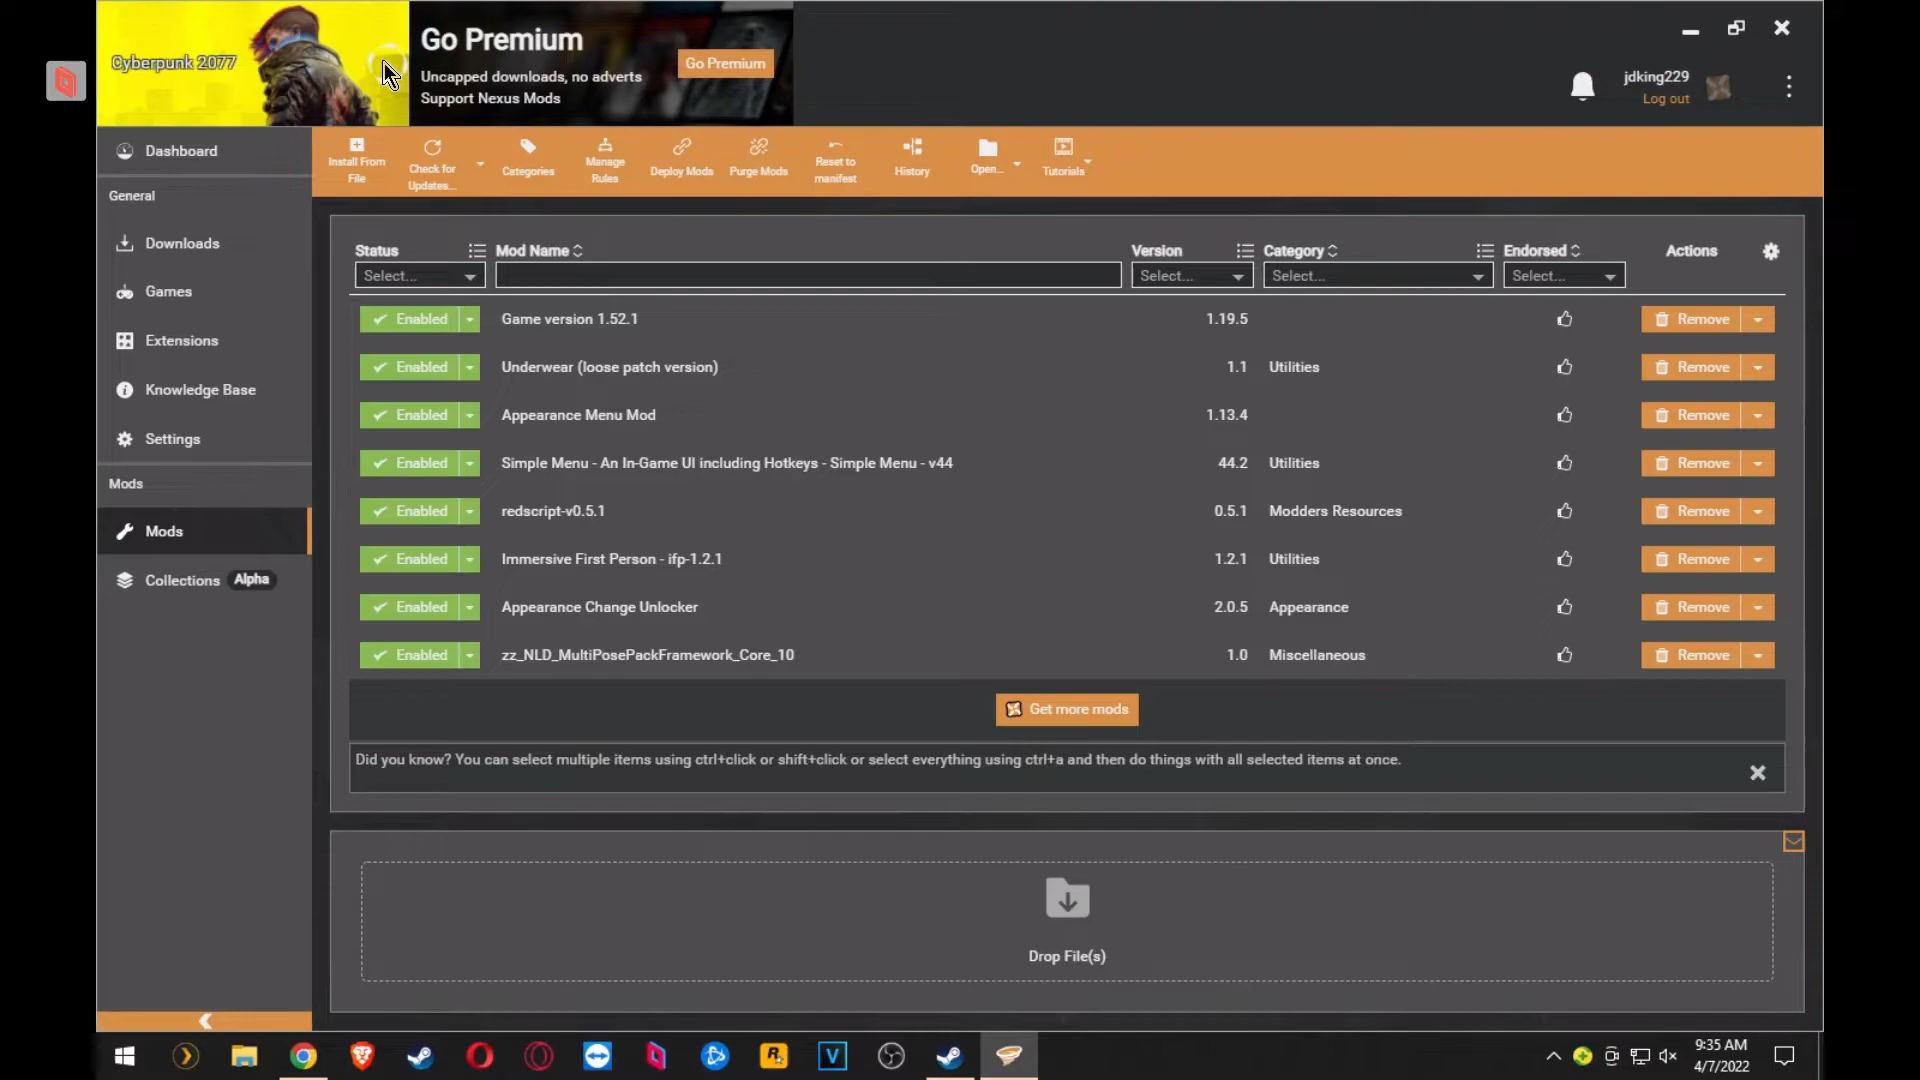 Cyberpunk 2077
Go Premium
Uncapped downloads, no adverts
Support Nexus Mods
Go Premium
jdking229
Log out
Dashboard
General
Downloads
Games
Extensions
Knowledge Base
Settings
Mods
Mods
Collections Alpha
Install From
File
Check for
Updates...
Categories
Manage
Rules
Deploy Mods
Purge Mods
Reset to
manifest
History
Open...
Tutorials
Status Mod Name Version Category Endorsed Actions
Select... Select... Select... Select...
Enabled Game version 1.52.1 1.19.5 Remove
Enabled Underwear (loose patch version) 1.1 Utilities Remove
Enabled Appearance Menu Mod 1.13.4 Remove
Enabled Simple Menu - An In-Game UI including Hotkeys - Simple Menu - v44 44.2 Utilities Remove
Enabled redscript-v0.5.1 0.5.1 Modders Resources Remove
Enabled Immersive First Person - ifp-1.2.1 1.2.1 Utilities Remove
Enabled Appearance Change Unlocker 2.0.5 Appearance Remove
Enabled zz_NLD_MultiPosePackFramework_Core_10 1.0 Miscellaneous Remove
Get more mods
Did you know? You can select multiple items using ctrl+click or shift+click or select everything using ctrl+a and then do things with all selected items at once.
Drop File(s)
9:35 AM
4/7/2022